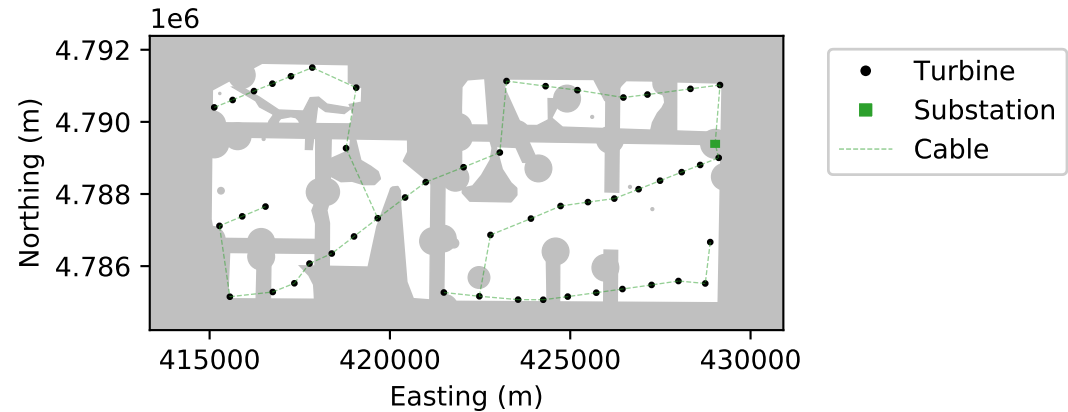 1e6
4.792
4.790
4.788
4.786
Northing (m)
415000 420000 425000 430000
Easting (m)
Turbine
Substation
Cable